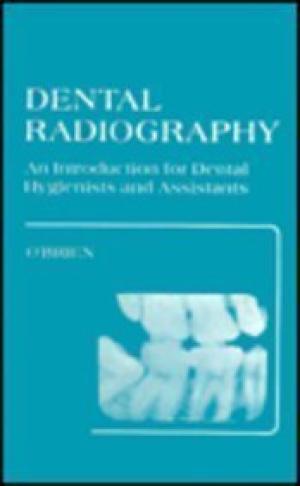 DENTAL
RADIOGRAPHY
An Introduction for Dental
Hygienists and Assistants
O'BRIEN